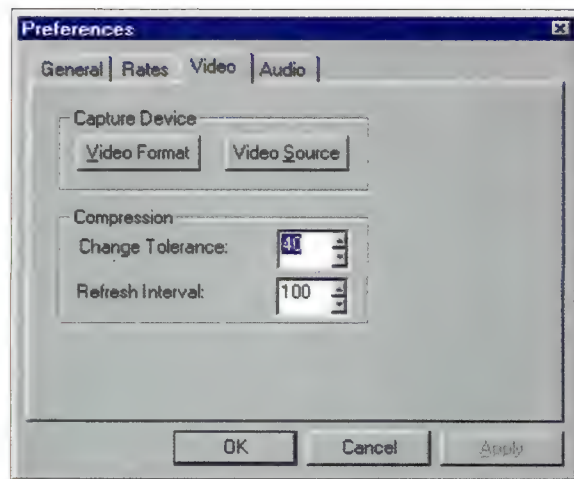 Preferences
General Rates Video Audio
Capture Device
Video Format Video Source
Compression
Change Tolerance: 40
Refresh Interval: 100
OK Cancel Apply